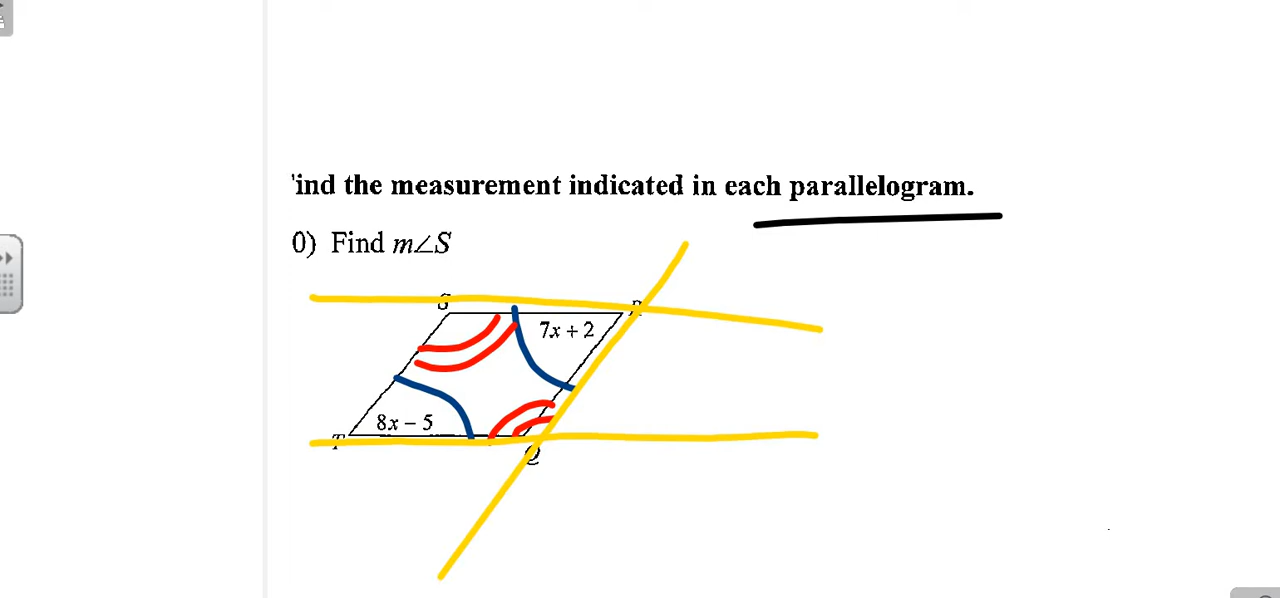 'ind the measurement indicated in each parallelogram.
0) Find m∠S
S
7x + 2
8x – 5
T
Q